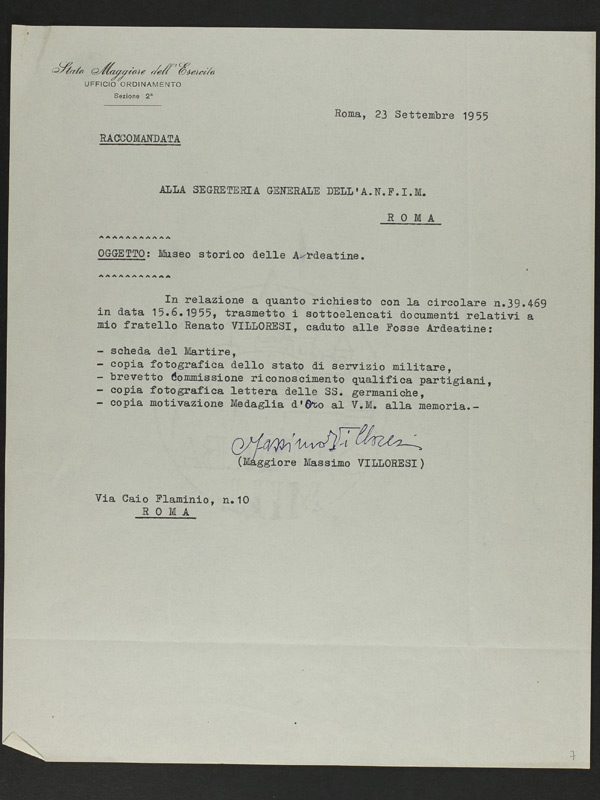 Stato Maggiore dell'Esercito
UFFICIO ORDINAMENTO
Sezione 2ª
Roma, 23 Settembre 1955
RACCOMANDATA
ALLA SEGRETERIA GENERALE DELL'A.N.F.I.M.
R O M A
^^^^^^^^^^^
OGGETTO: Museo storico delle Ardeatine.
^^^^^^^^^^^
In relazione a quanto richiesto con la circolare n.39.469
in data 15.6.1955, trasmetto i sottoelencati documenti relativi a
mio fratello Renato VILLORESI, caduto alle Fosse Ardeatine:
- scheda del Martire,
- copia fotografica dello stato di servizio militare,
- brevetto Commissione riconoscimento qualifica partigiani,
- copia fotografica lettera delle SS. germaniche,
- copia motivazione Medaglia d'Oro al V.M. alla memoria.-
Massimo Villoresi
(Maggiore Massimo VILLORESI)
Via Caio Flaminio, n.10
R O M A
7